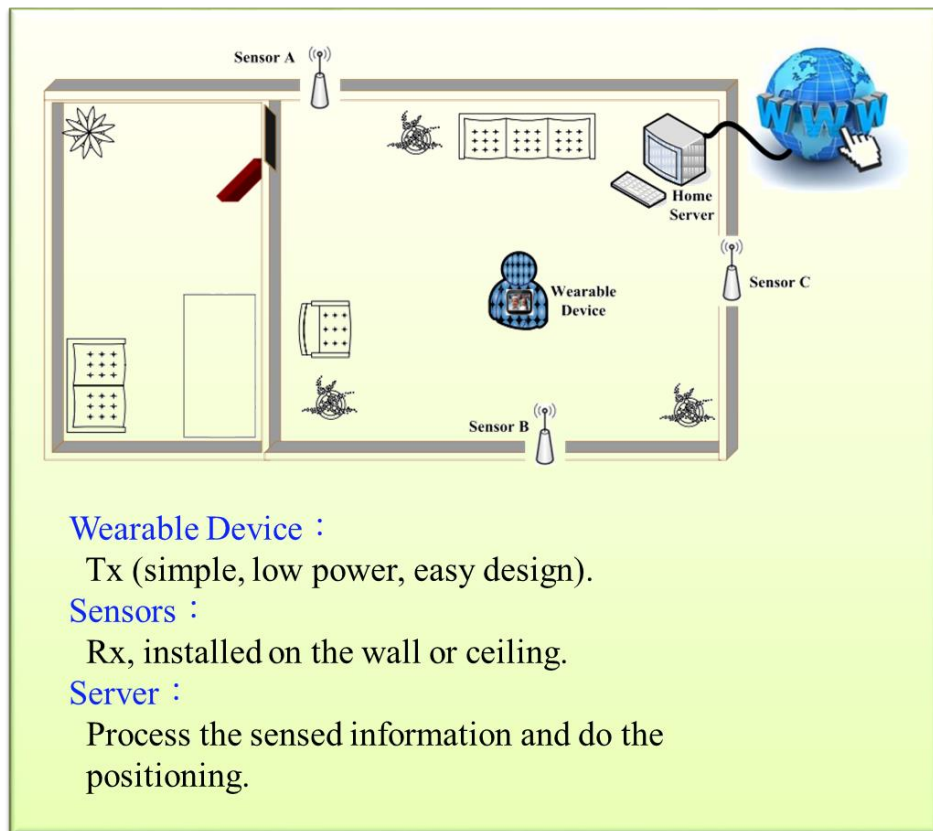 Sensor A
WWW
Home
Server
Sensor C
Wearable
Device
Sensor B
Wearable Device：
Tx (simple, low power, easy design).
Sensors：
Rx, installed on the wall or ceiling.
Server：
Process the sensed information and do the
positioning.